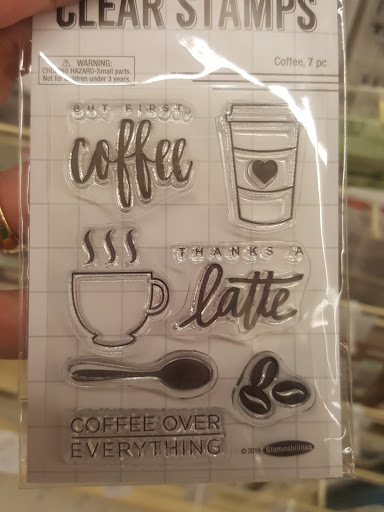 CLEAR STAMPS
WARNING:
CHOKING HAZARD-Small parts.
Not for children under 3 years.
Coffee, 7 pc
BUT FIRST,
coffee
THANKS A
latte
COFFEE OVER
EVERYTHING
© 2016 Stampabilities